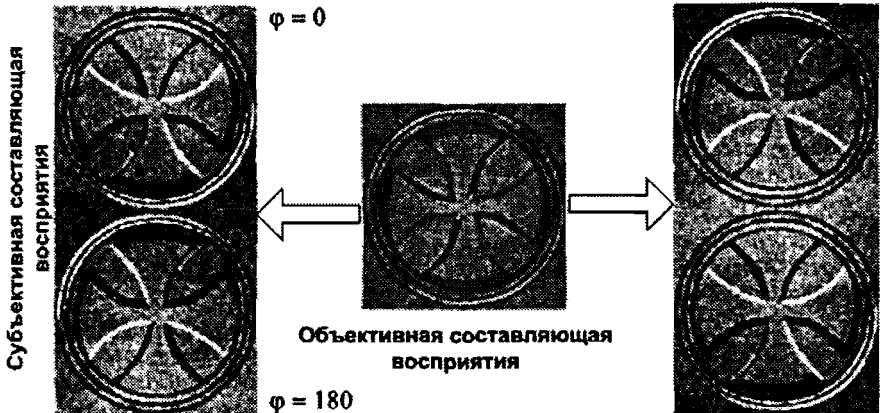 Субъективная составляющая
восприятия
φ = 0
Объективная составляющая
восприятия
φ = 180